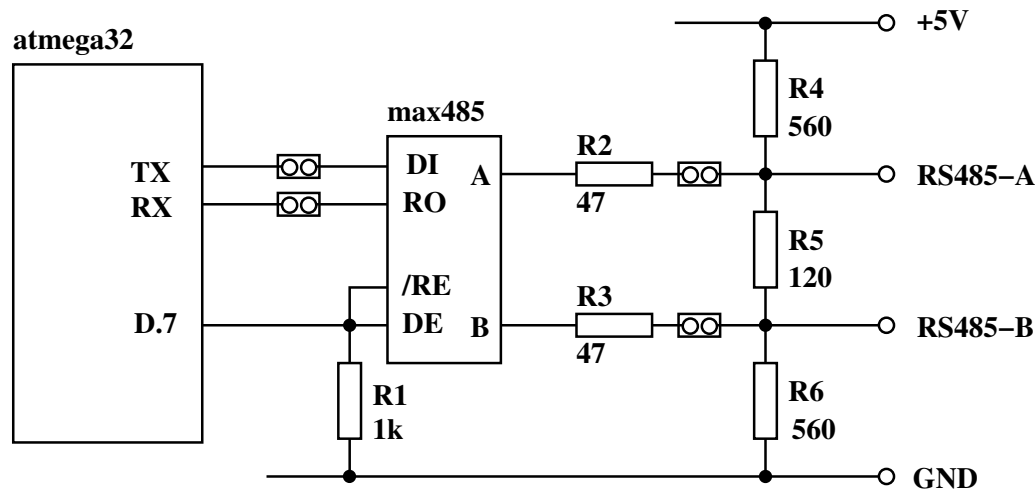 +5V
atmega32
R4
560
max485
R2
TX
DI
A
RS485−A
RX
RO
47
R5
120
/RE
R3
D.7
DE
B
RS485−B
47
R1
1k
R6
560
GND